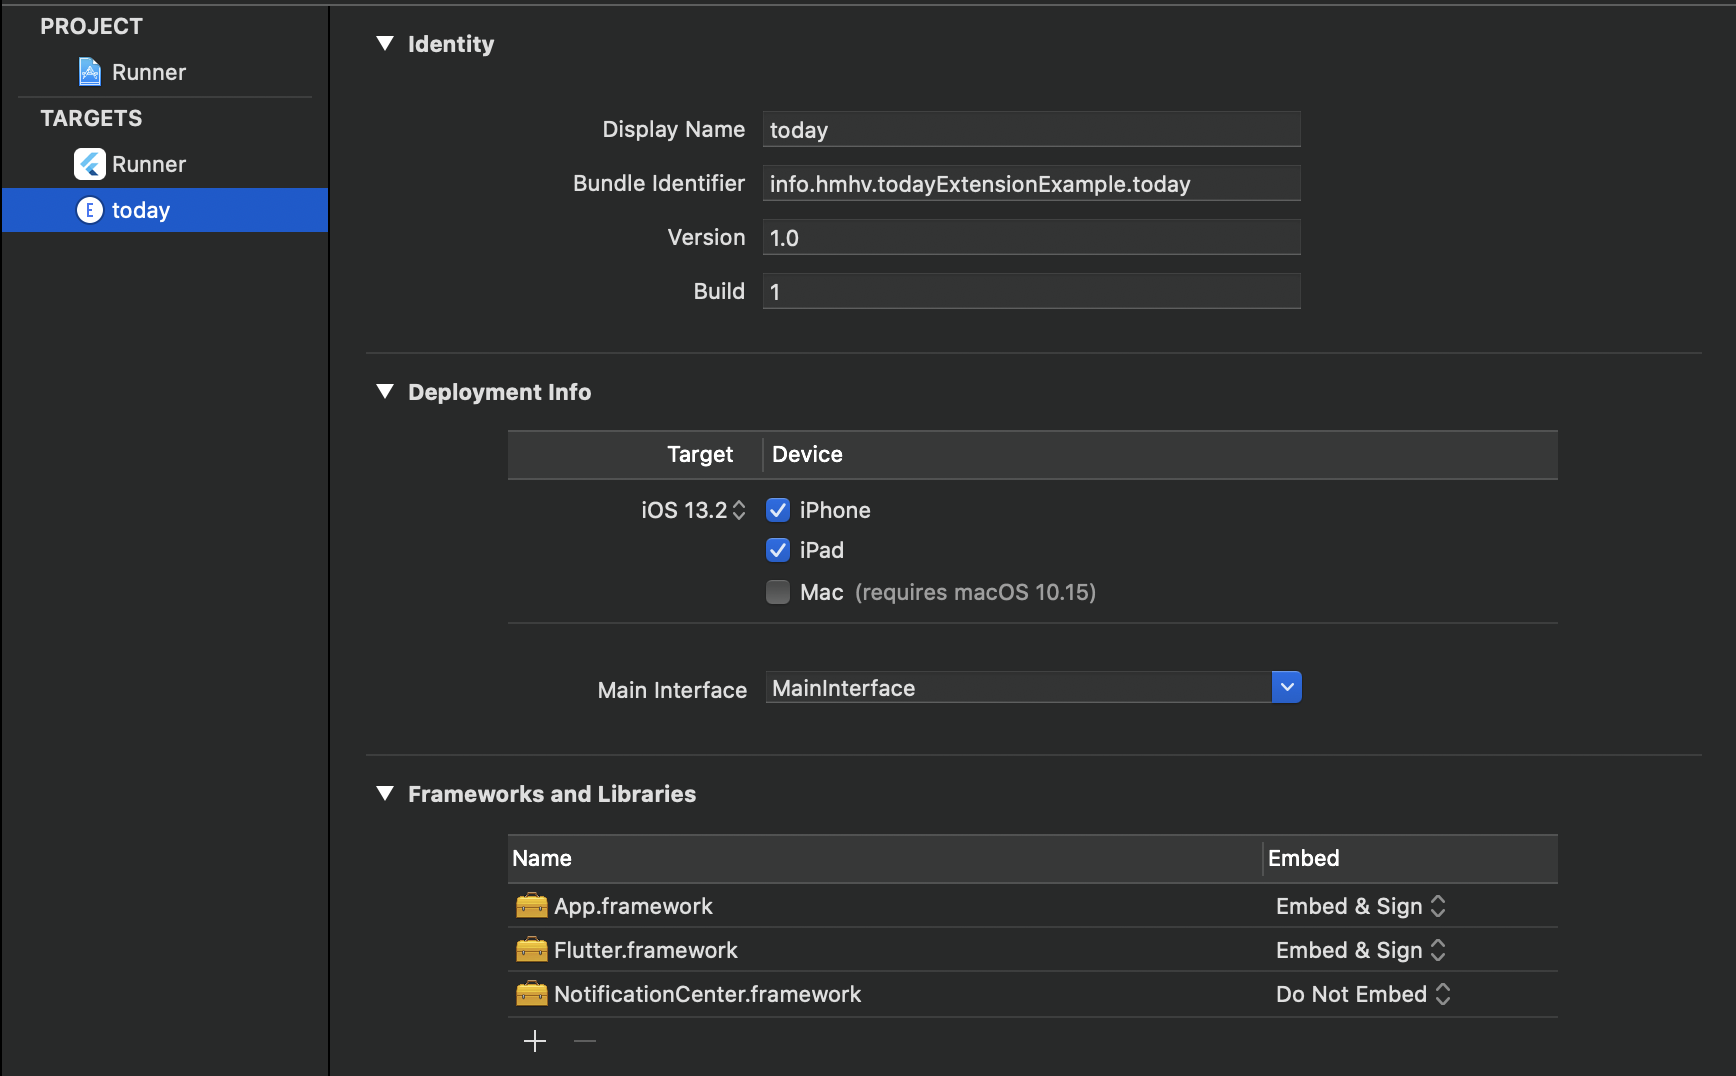 PROJECT
Runner
TARGETS
Runner
E today
Identity
Display Name today
Bundle Identifier info.hmhv.todayExtensionExample.today
Version 1.0
Build 1
Deployment Info
Target Device
iOS 13.2 iPhone
iPad
Mac (requires macOS 10.15)
Main Interface MainInterface
Frameworks and Libraries
Name Embed
App.framework Embed & Sign
Flutter.framework Embed & Sign
NotificationCenter.framework Do Not Embed